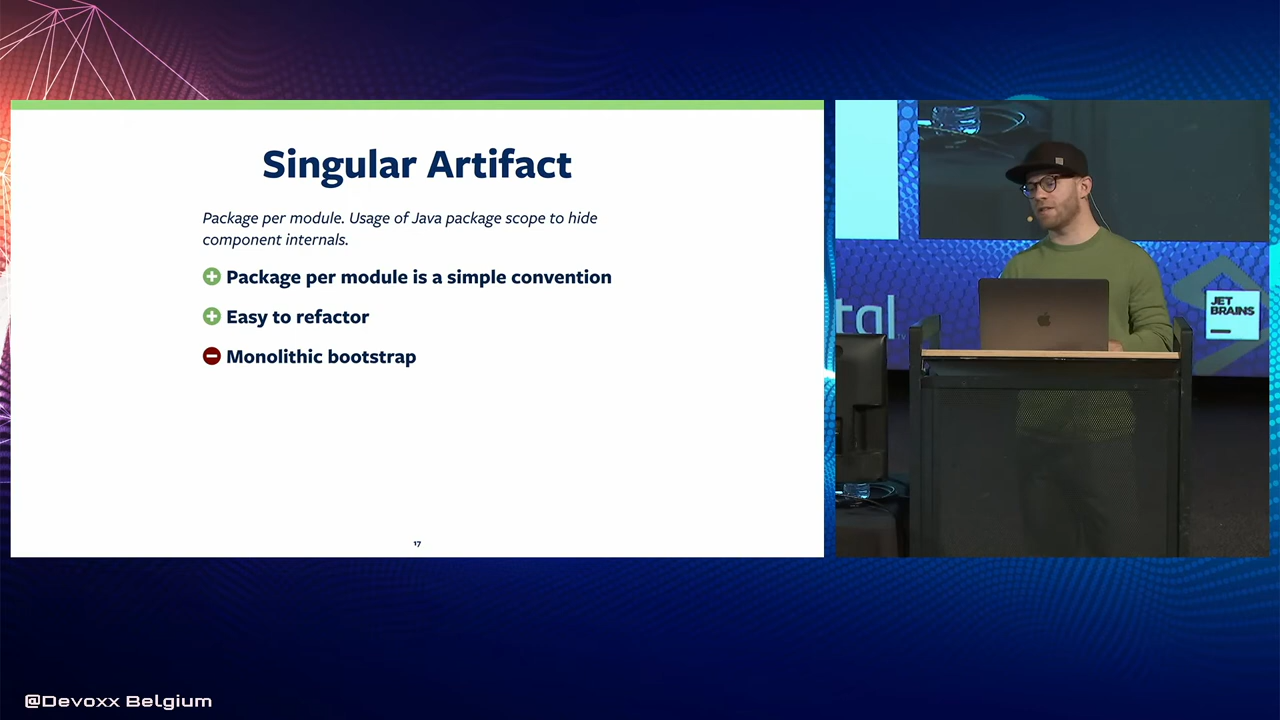 Singular Artifact
Package per module. Usage of Java package scope to hide
component internals.
Package per module is a simple convention
Easy to refactor
Monolithic bootstrap
17
tal
JET
BRAINS
@Devoxx Belgium